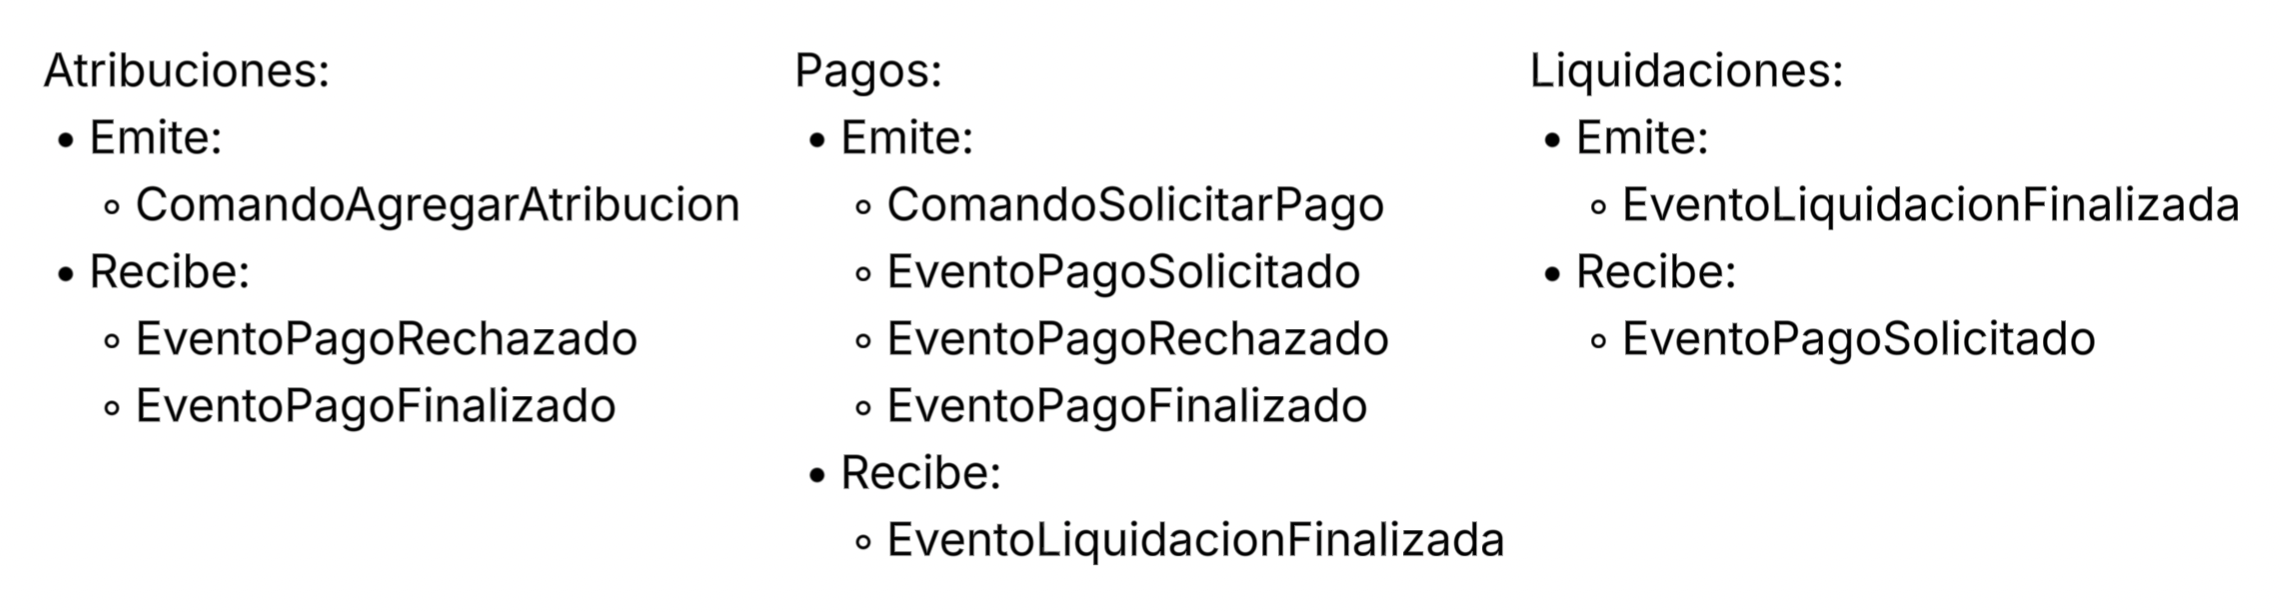 Atribuciones:
• Emite:
◦ ComandoAgregarAtribucion
• Recibe:
◦ EventoPagoRechazado
◦ EventoPagoFinalizado
Pagos:
• Emite:
◦ ComandoSolicitarPago
◦ EventoPagoSolicitado
◦ EventoPagoRechazado
◦ EventoPagoFinalizado
• Recibe:
◦ EventoLiquidacionFinalizada
Liquidaciones:
• Emite:
◦ EventoLiquidacionFinalizada
• Recibe:
◦ EventoPagoSolicitado